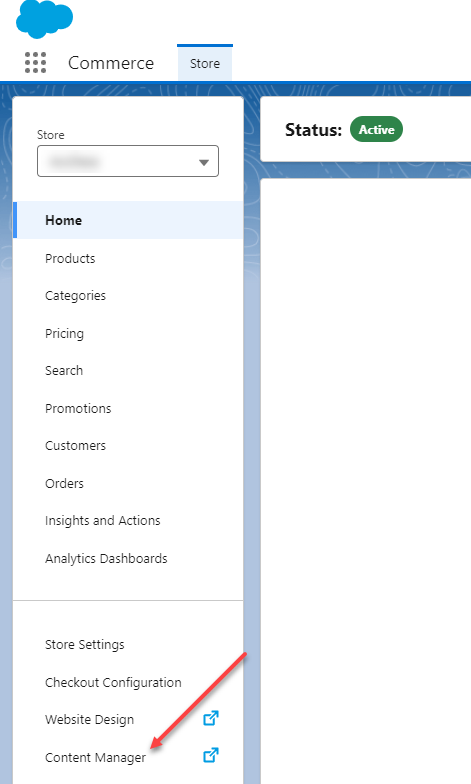 Commerce
Store
Store
Status: Active
Home
Products
Categories
Pricing
Search
Promotions
Customers
Orders
Insights and Actions
Analytics Dashboards
Store Settings
Checkout Configuration
Website Design
Content Manager